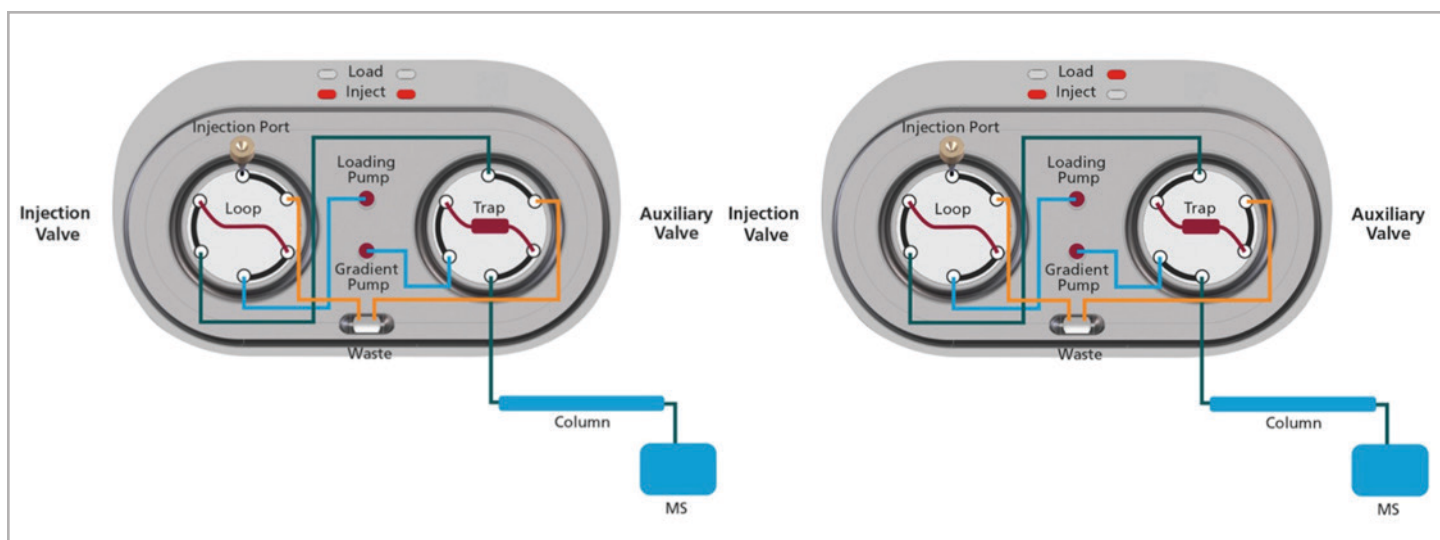 Load
Inject
Injection Port
Loading
Pump
Loop
Trap
Injection
Valve
Auxiliary
Valve
Gradient
Pump
Waste
Column
MS
Load
Inject
Injection Port
Loading
Pump
Loop
Trap
Injection
Valve
Auxiliary
Valve
Gradient
Pump
Waste
Column
MS